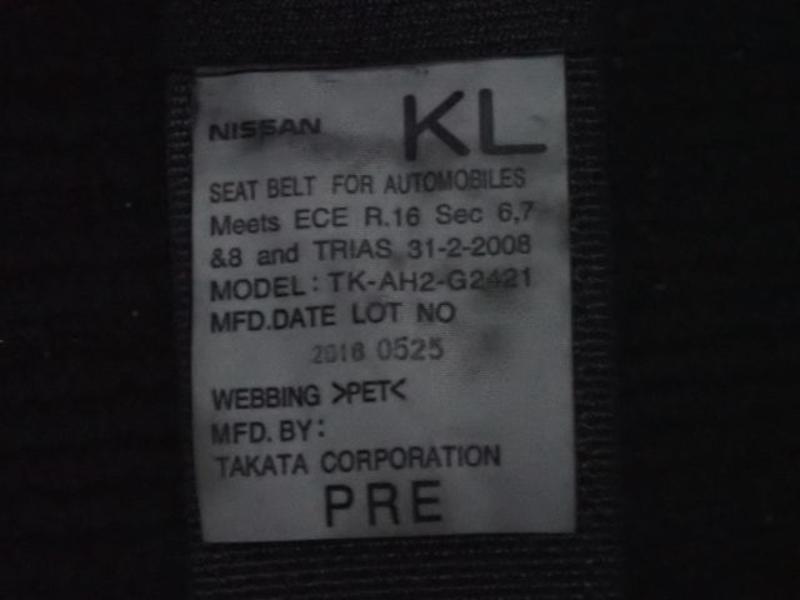 NISSAN KL
SEAT BELT FOR AUTOMOBILES
Meets ECE R.16 Sec 6,7
&8 and TRIAS 31-2-2008
MODEL: TK-AH2-G2421
MFD.DATE LOT NO
2016 0525
WEBBING >PET<
MFD. BY:
TAKATA CORPORATION
PRE